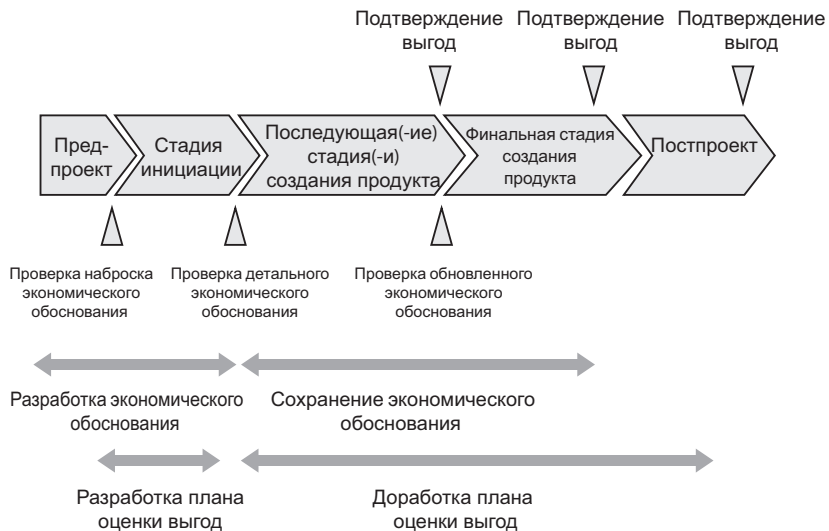 Подтверждение
выгод
Подтверждение
выгод
Подтверждение
выгод
Пред-
проект
Стадия
инициации
Последующая(-ие)
стадия(-и)
создания продукта
Финальная стадия
создания
продукта
Постпроект
Проверка наброска
экономического
обоснования
Проверка детального
экономического
обоснования
Проверка обновленного
экономического
обоснования
Разработка экономического
обоснования
Сохранение экономического
обоснования
Разработка плана
оценки выгод
Доработка плана
оценки выгод